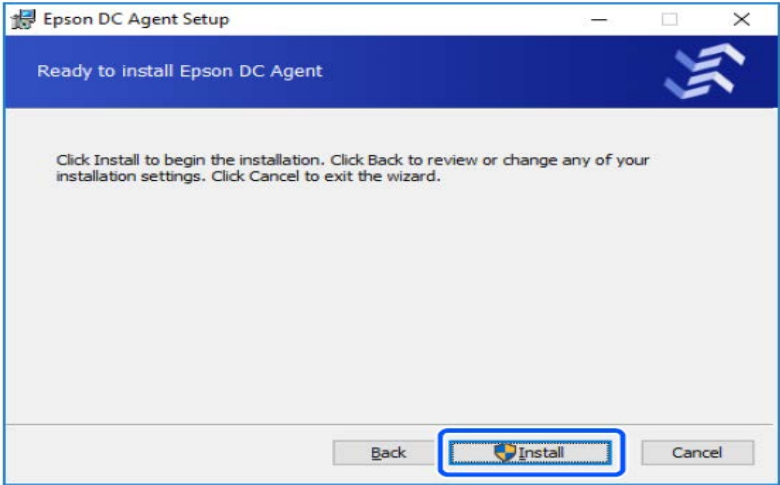 Epson DC Agent Setup
Ready to install Epson DC Agent
Click Install to begin the installation. Click Back to review or change any of your
installation settings. Click Cancel to exit the wizard.
Back Install Cancel